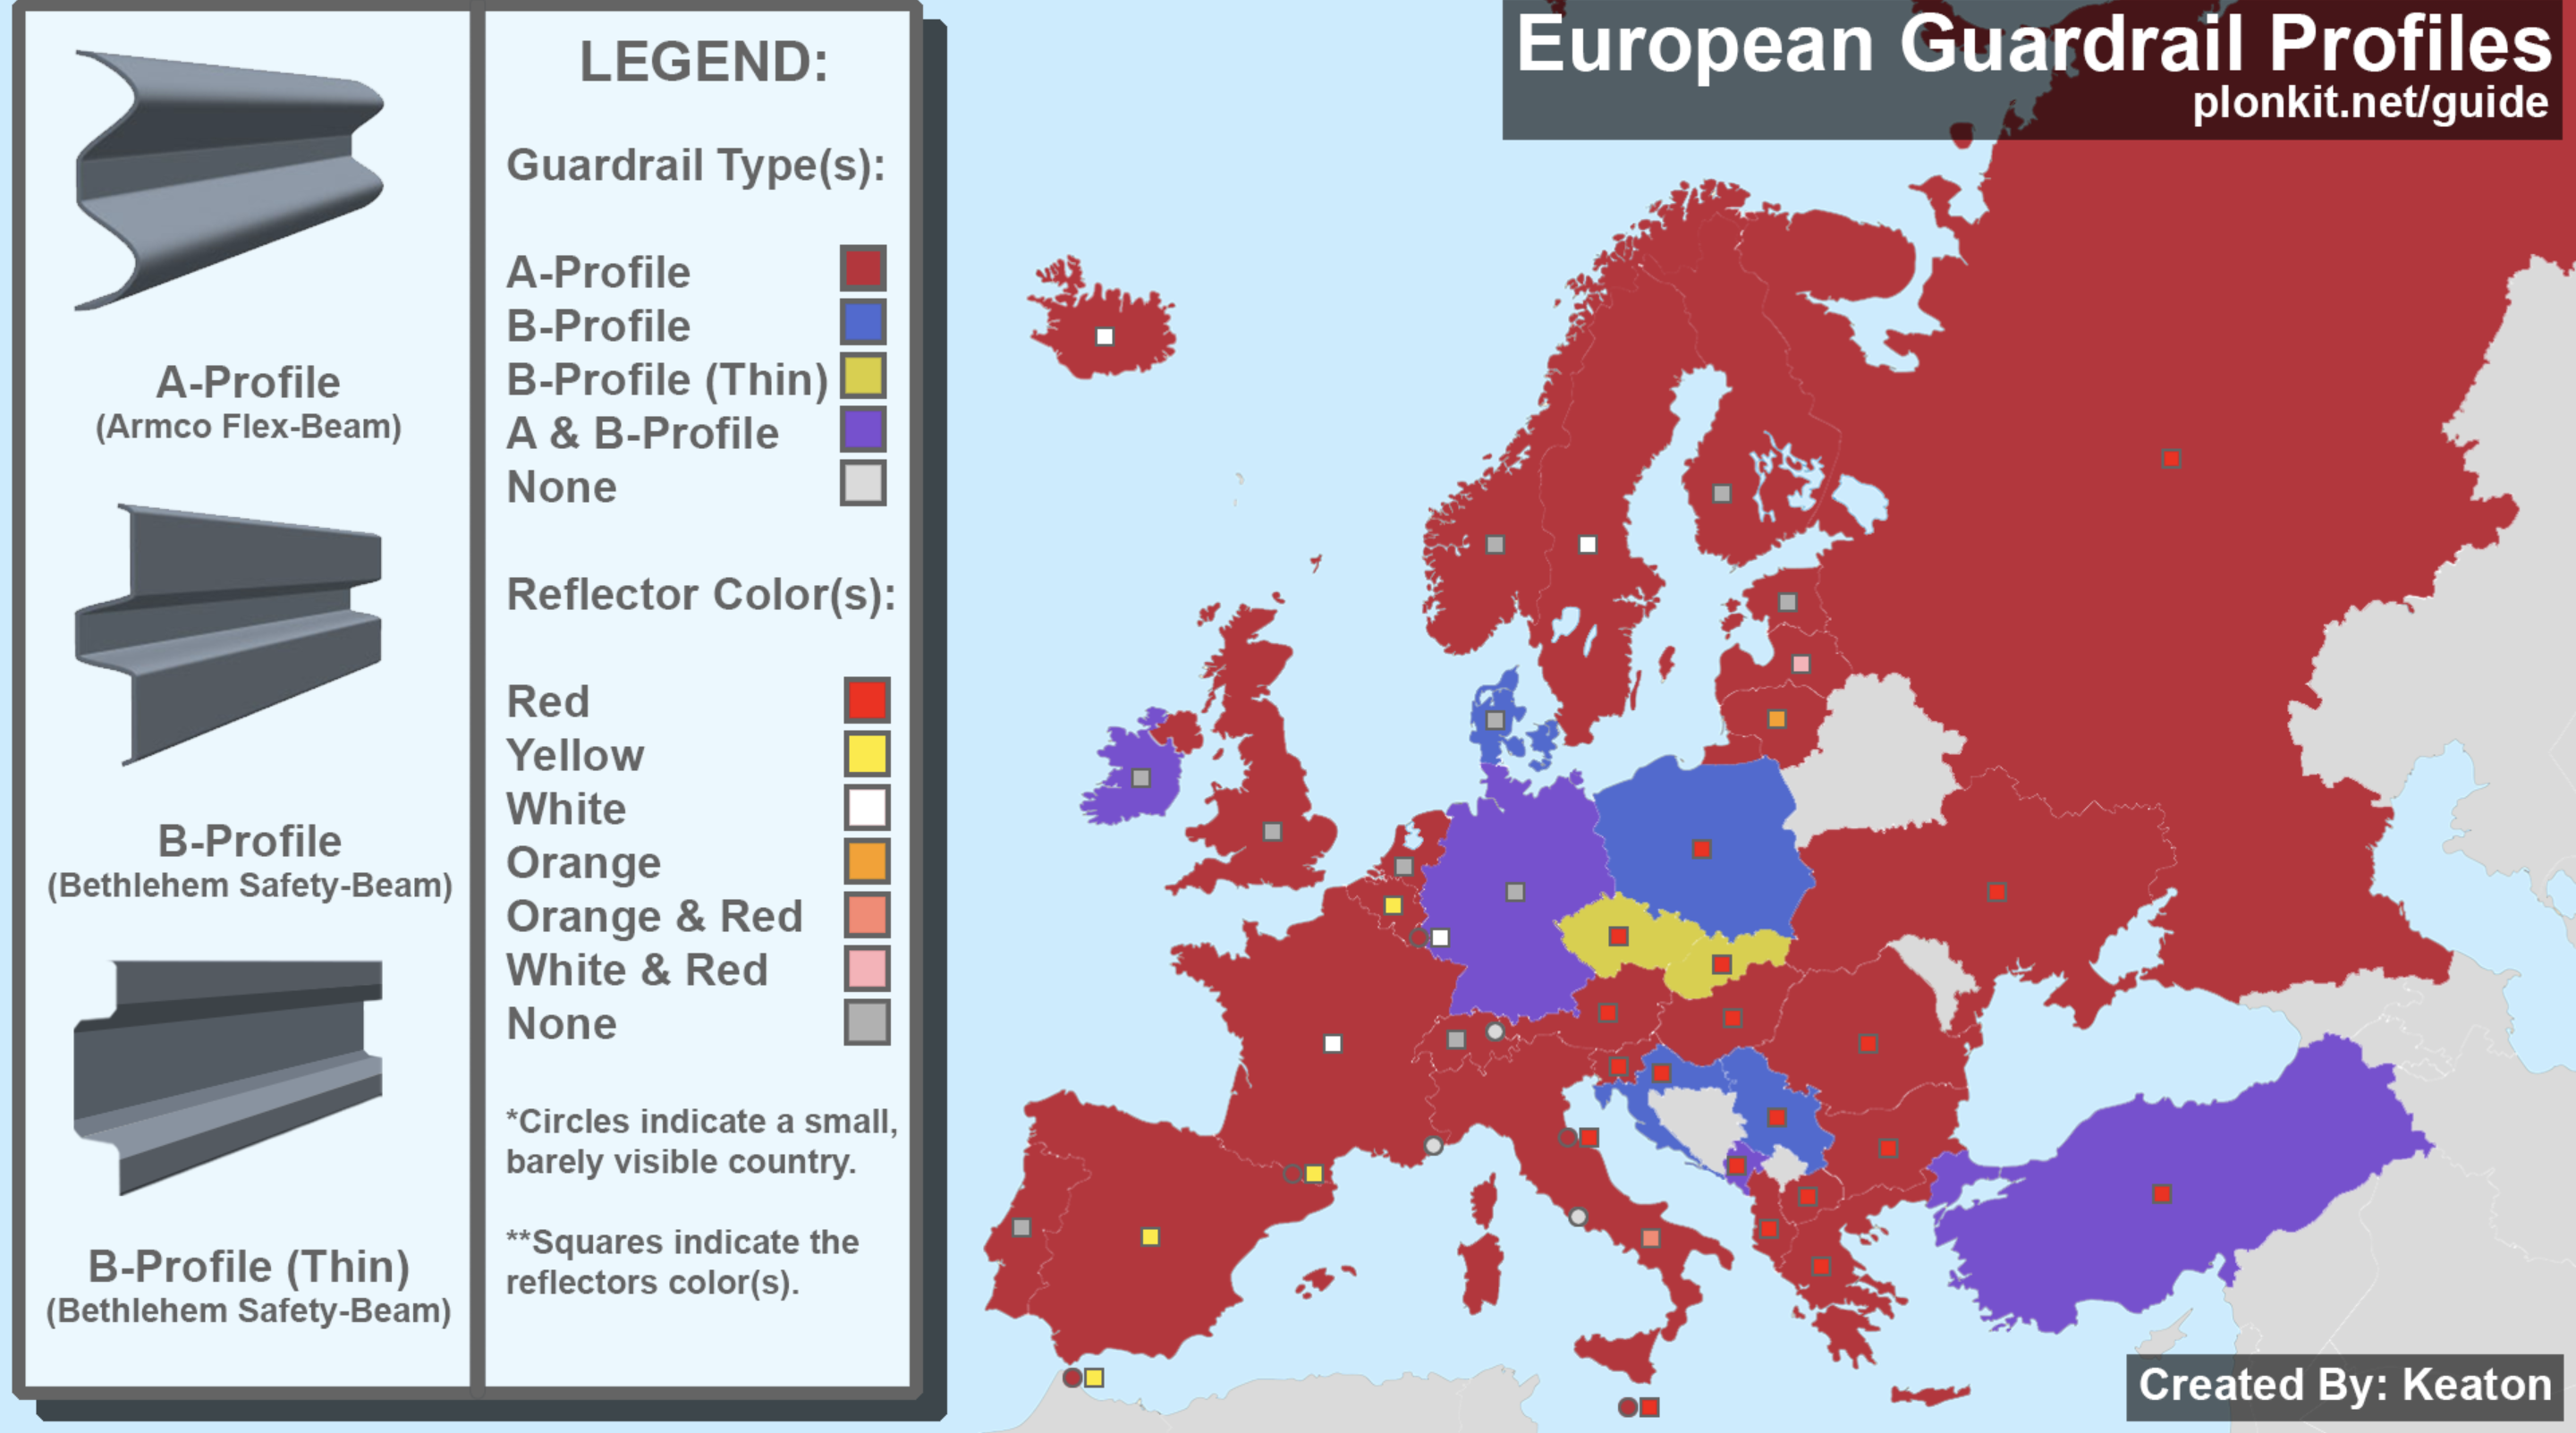 European Guardrail Profiles
plonkit.net/guide
A-Profile
(Armco Flex-Beam)
B-Profile
(Bethlehem Safety-Beam)
B-Profile (Thin)
(Bethlehem Safety-Beam)
LEGEND:
Guardrail Type(s):
A-Profile
B-Profile
B-Profile (Thin)
A & B-Profile
None
Reflector Color(s):
Red
Yellow
White
Orange
Orange & Red
White & Red
None
*Circles indicate a small,
barely visible country.
**Squares indicate the
reflectors color(s).
Created By: Keaton